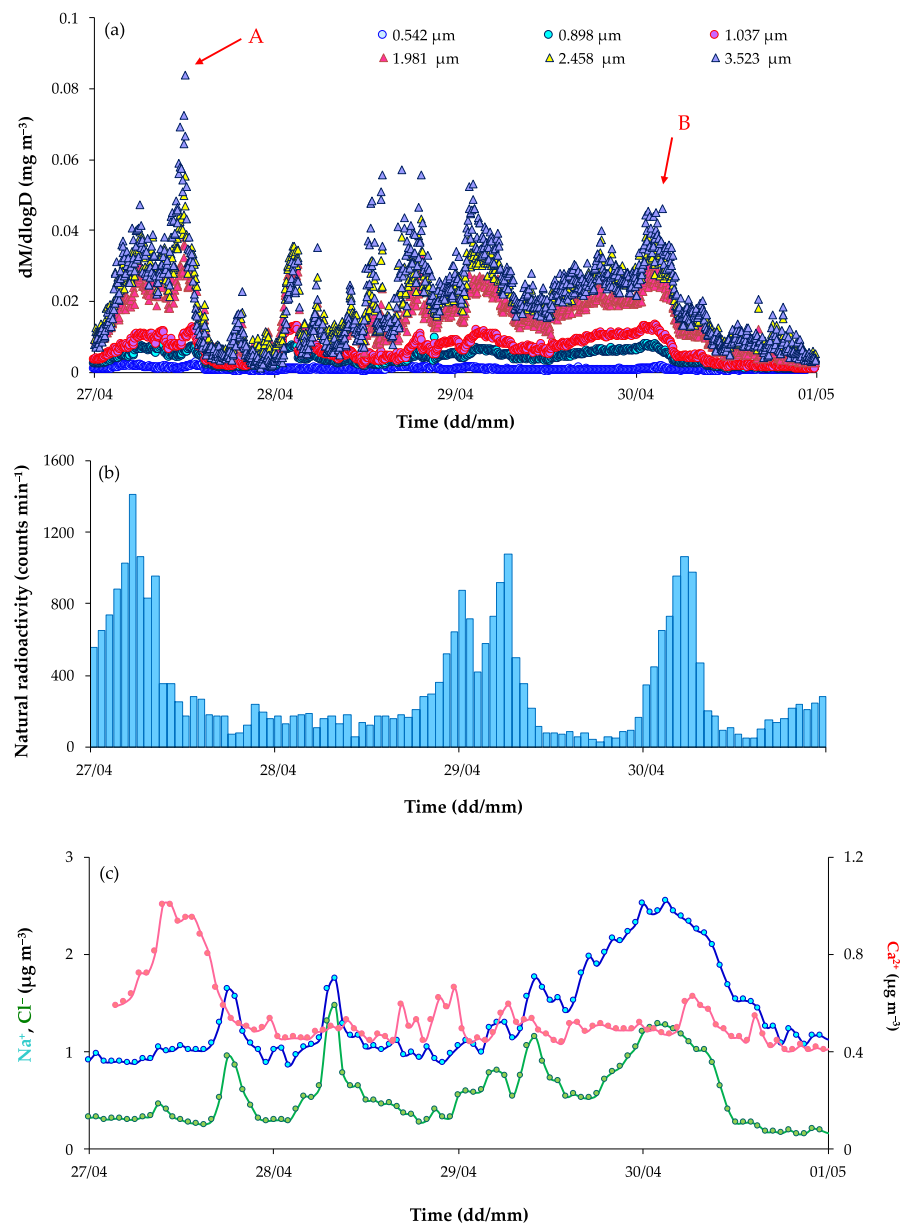 (a)
A
B
0.542 μm
0.898 μm
1.037 μm
1.981 μm
2.458 μm
3.523 μm
dM/dlogD (mg m⁻³)
0.1
0.08
0.06
0.04
0.02
0
27/04
28/04
29/04
30/04
01/05
Time (dd/mm)
(b)
Natural radioactivity (counts min⁻¹)
1600
1200
800
400
0
27/04
28/04
29/04
30/04
Time (dd/mm)
(c)
Na⁺, Cl⁻ (μg m⁻³)
3
2
1
0
1.2
0.8
0.4
0
Ca²⁺
(μg m⁻³)
27/04
28/04
29/04
30/04
01/05
Time (dd/mm)